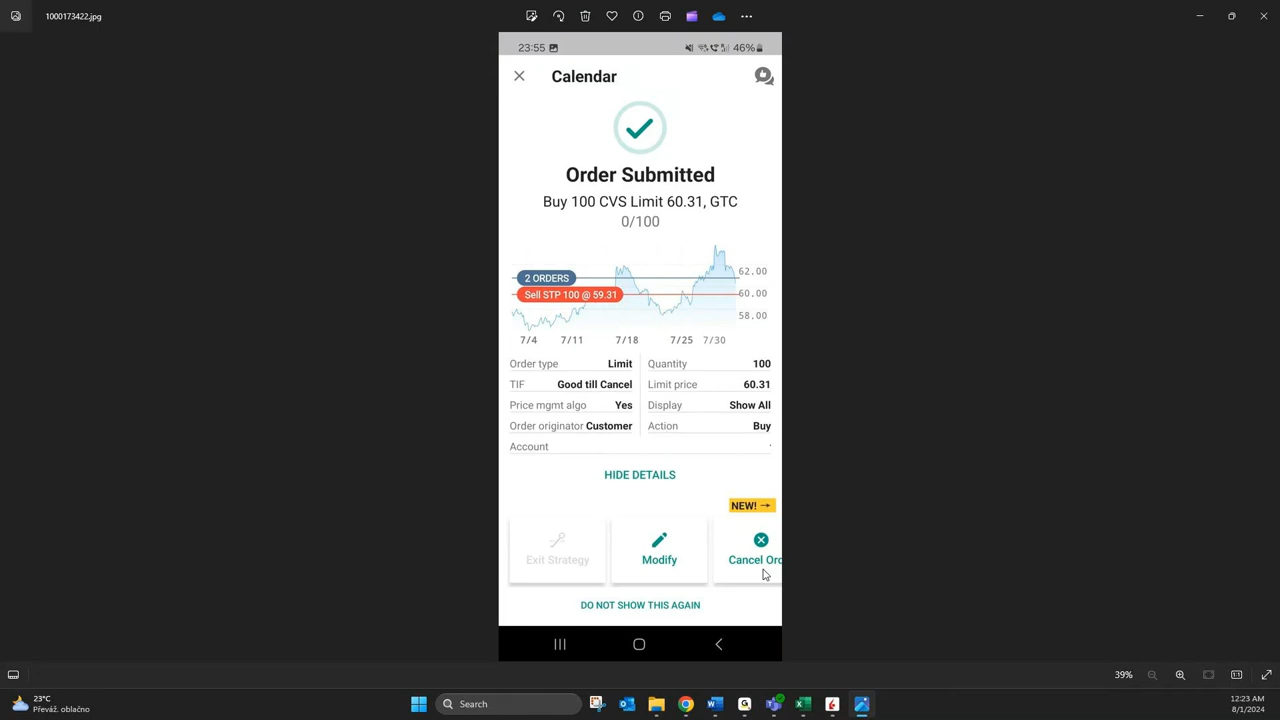 1000173422.jpg
23:55
46%
Calendar
Order Submitted
Buy 100 CVS Limit 60.31, GTC
0/100
2 ORDERS
Sell STP 100 @ 59.31
62.00
60.00
58.00
7/4 7/11 7/18 7/25 7/30
Order type Limit
Quantity 100
TIF Good till Cancel
Limit price 60.31
Price mgmt algo Yes
Display Show All
Order originator Customer
Action Buy
Account
HIDE DETAILS
NEW! →
Exit Strategy
Modify
Cancel Ord
DO NOT SHOW THIS AGAIN
39%
23°C
Převáž. oblačno
Search
12:23 AM
8/1/2024